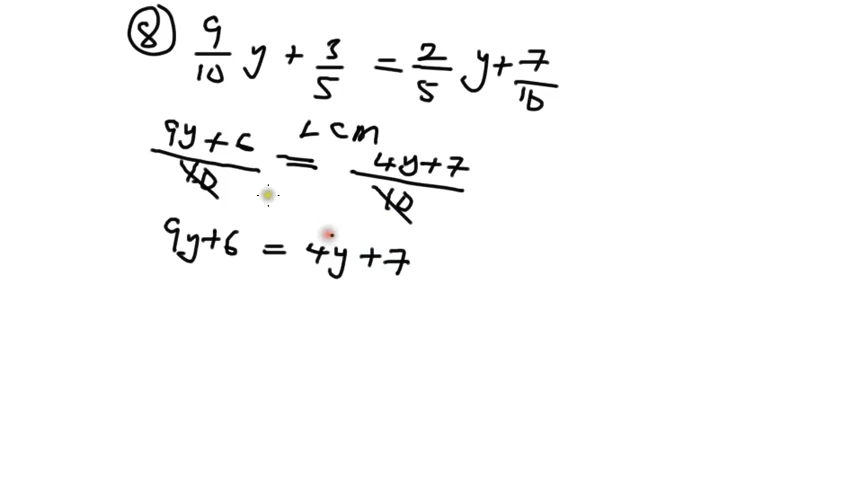 ⑧ 9/10 y + 3/5 = 2/5 y + 7/10
LCM
9y + 6/10 = 4y + 7/10
9y + 6 = 4y + 7